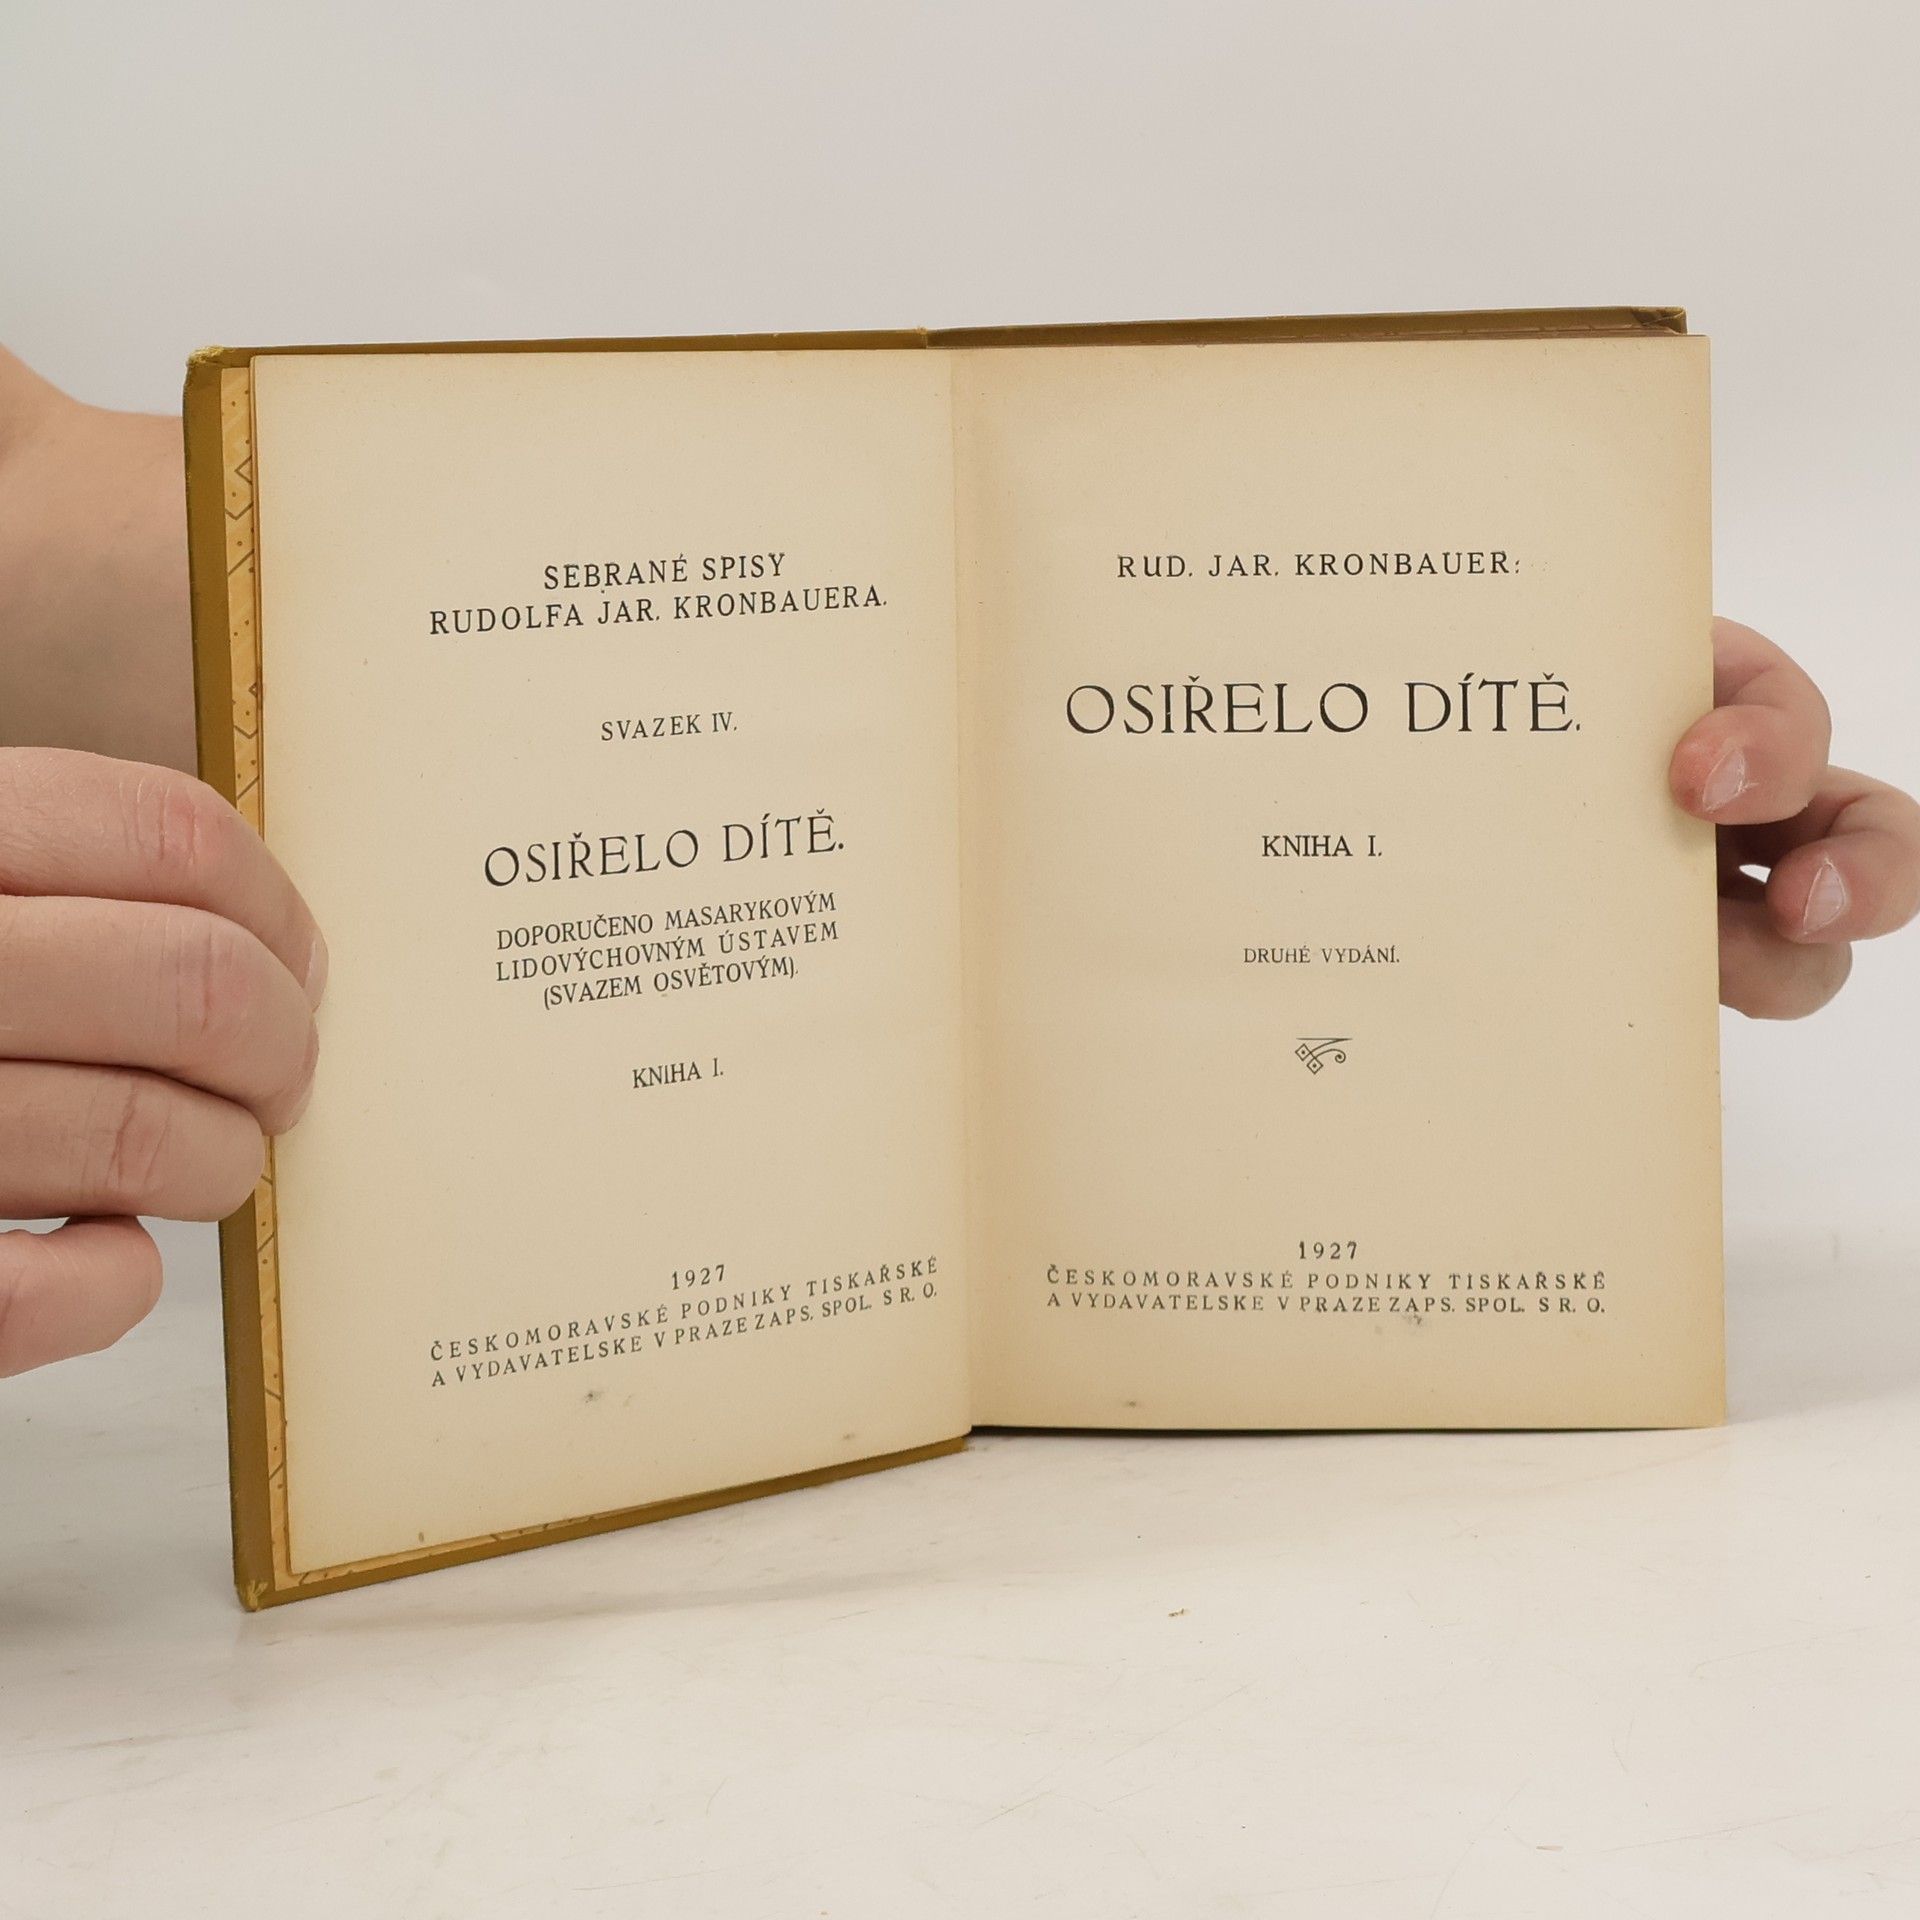 SEBRANÉ SPISY
RUDOLFA JAR. KRONBAUERA.
SVAZEK IV.
OSIŘELO DÍTĚ.
DOPORUČENO MASARYKOVÝM
LIDOVÝCHOVNÝM ÚSTAVEM
(SVAZEM OSVĚTOVÝM).
KNIHA I.
1927
ČESKOMORAVSKÉ PODNIKY TISKAŘSKÉ
A VYDAVATELSKE V PRAZE ZAPS. SPOL. S R. O.
RUD. JAR. KRONBAUER:
OSIŘELO DÍTĚ.
KNIHA I.
DRUHÉ VYDÁNÍ.
1927
ČESKOMORAVSKÉ PODNIKY TISKAŘSKÉ
A VYDAVATELSKE V PRAZE ZAPS. SPOL. S R. O.